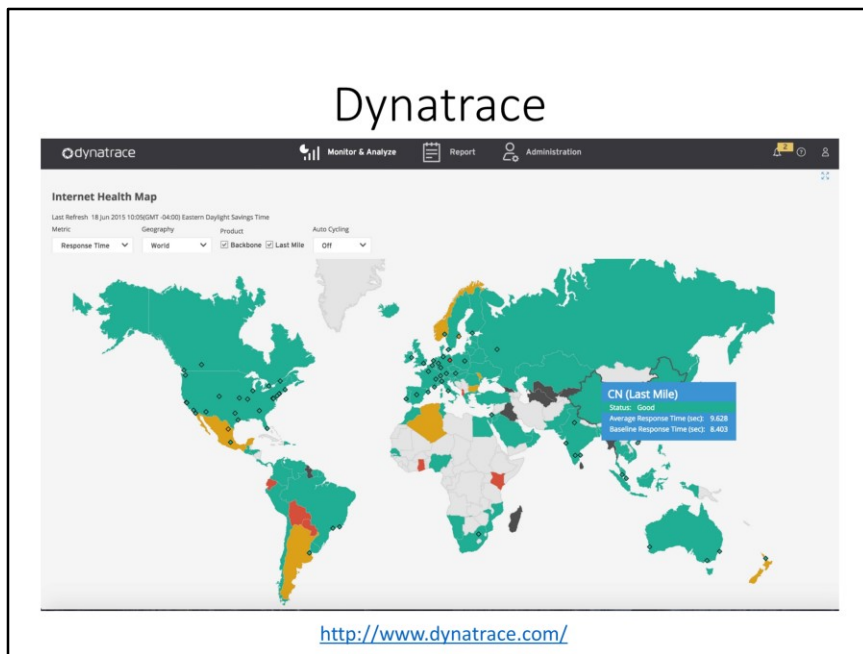 Dynatrace
dynatrace Monitor & Analyze Report Administration 2
Internet Health Map
Last Refresh 18 Jun 2015 10:05(GMT -04:00) Eastern Daylight Savings Time
Metric Geography Product Auto Cycling
Response Time World Backbone Last Mile Off
CN (Last Mile)
Status: Good
Average Response Time (sec): 9.628
Baseline Response Time (sec): 8.403
http://www.dynatrace.com/